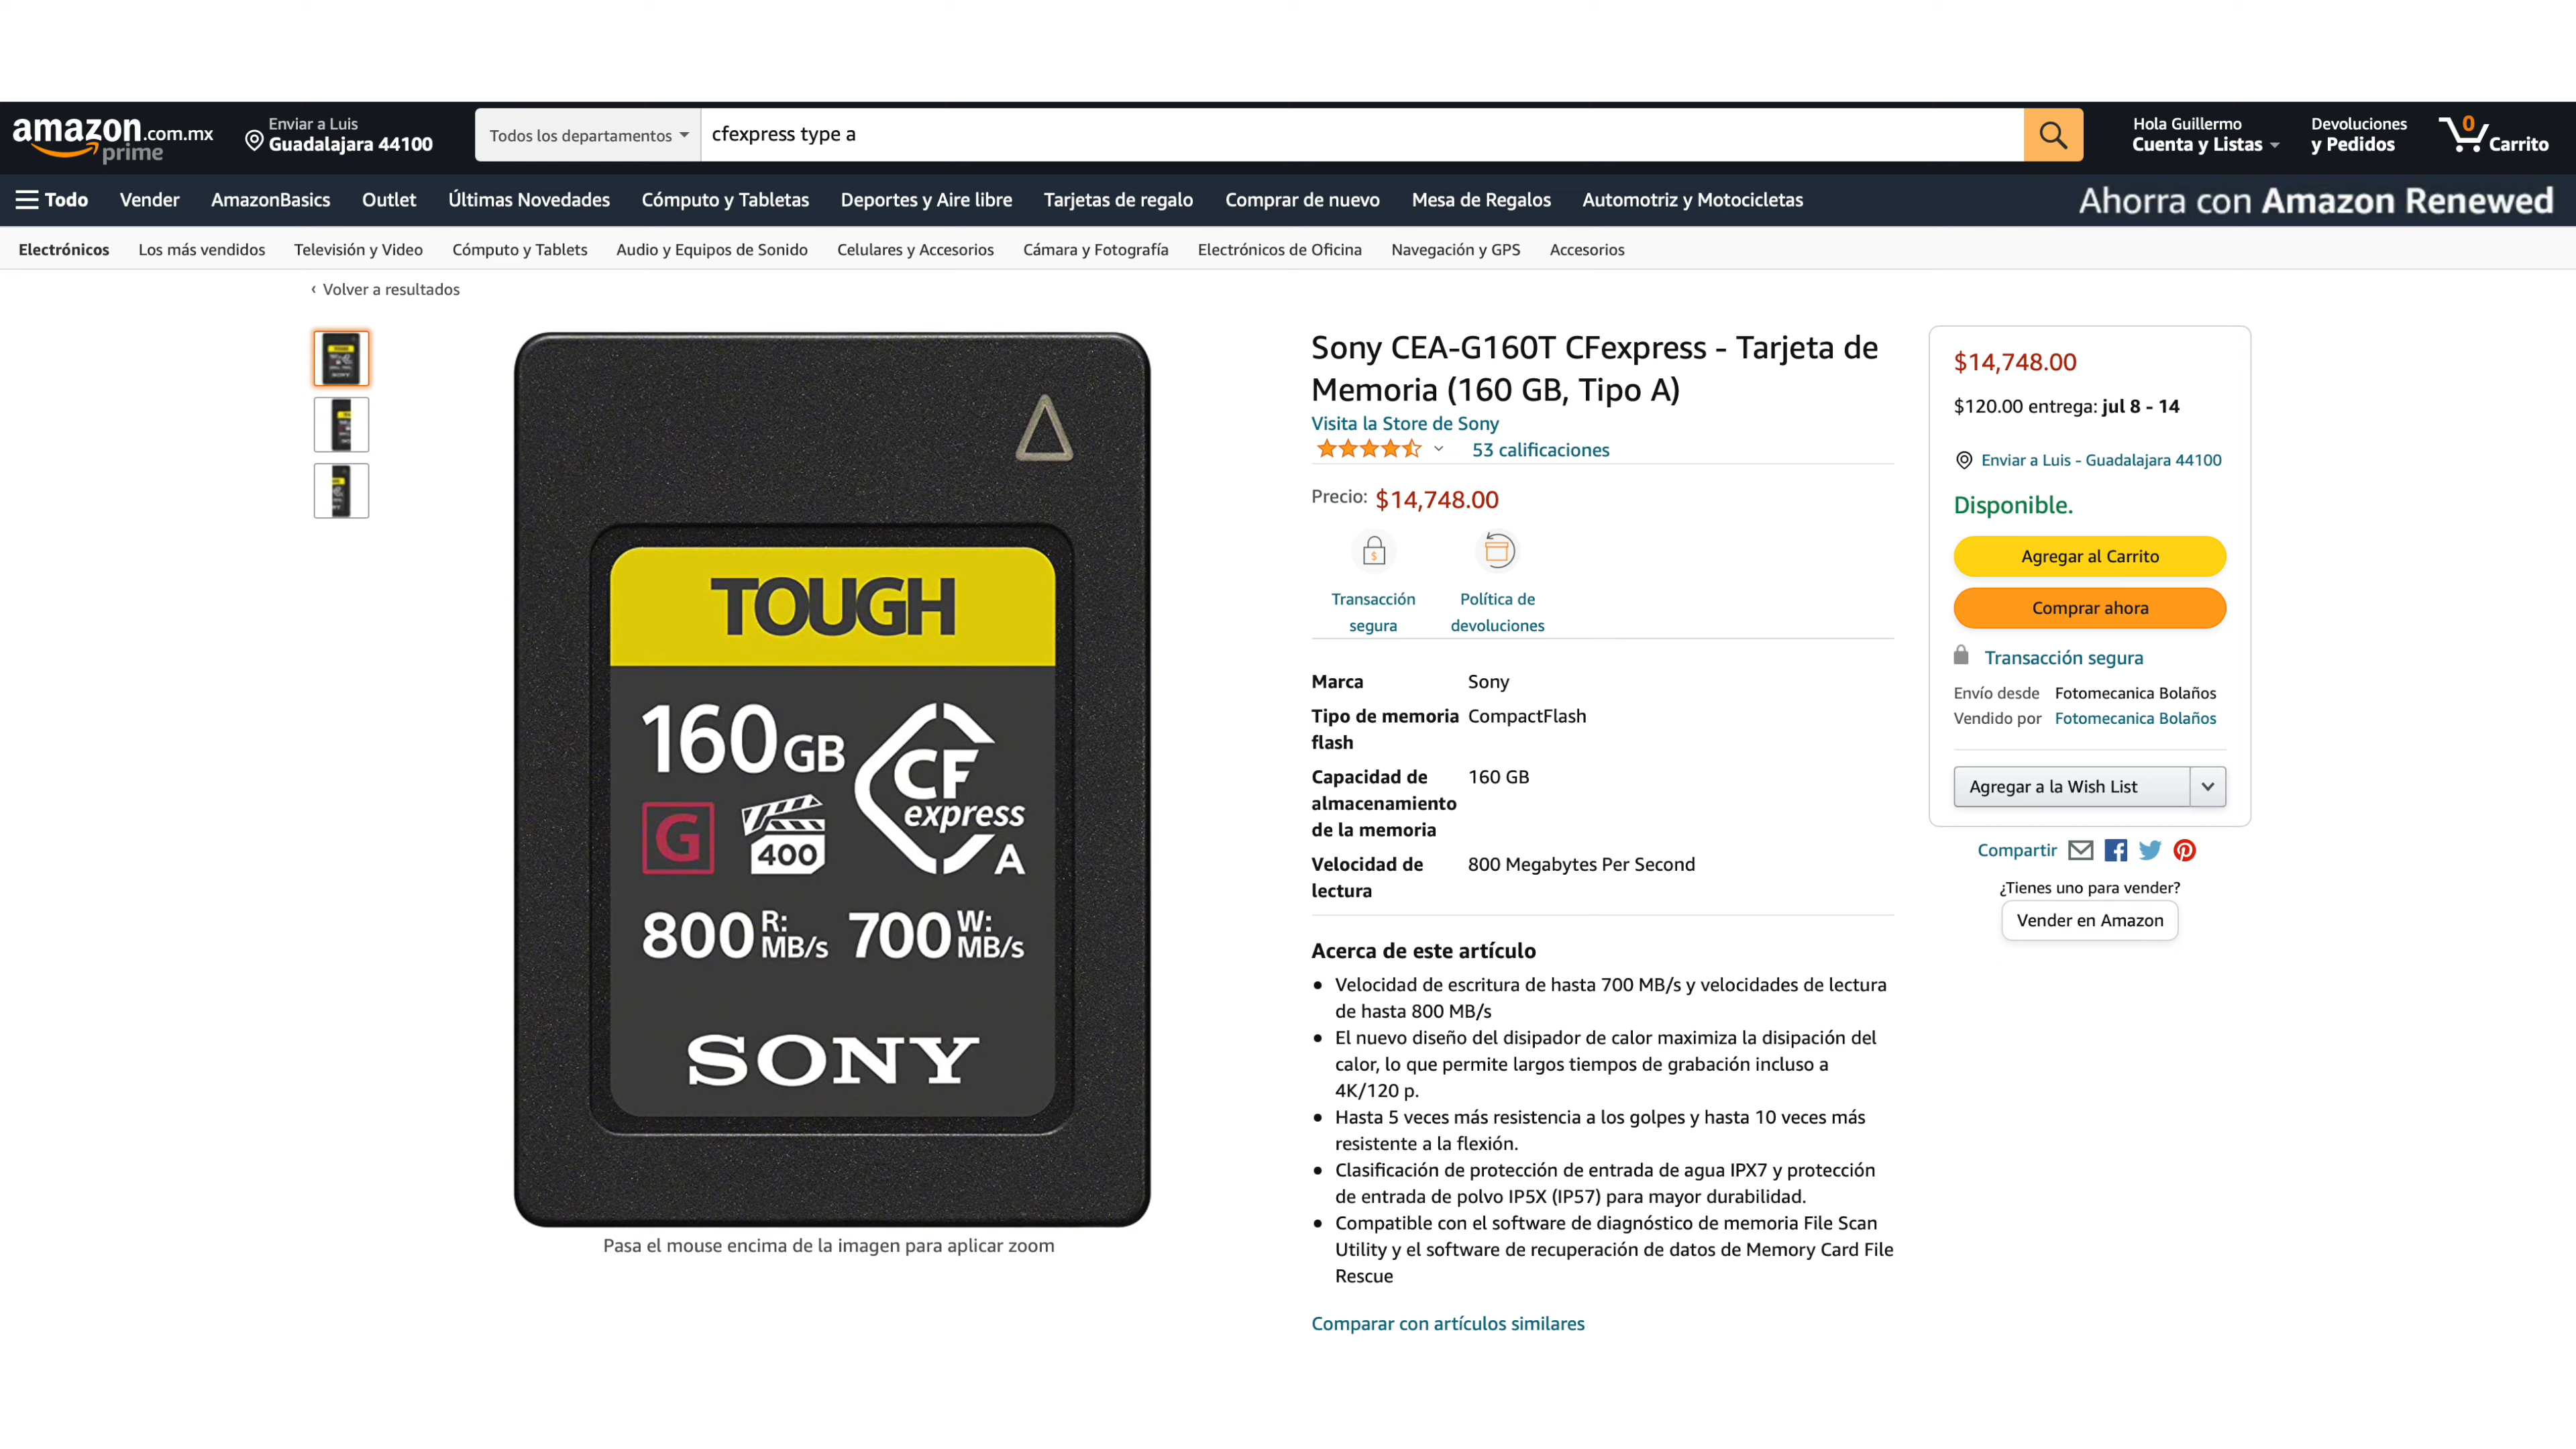 amazon.com.mx
prime
Enviar a Luis
Guadalajara 44100
Todos los departamentos
cfexpress type a
Hola Guillermo
Cuenta y Listas
Devoluciones
y Pedidos
0
Carrito
Todo Vender AmazonBasics Outlet Últimas Novedades Cómputo y Tabletas Deportes y Aire libre Tarjetas de regalo Comprar de nuevo Mesa de Regalos Automotriz y Motocicletas
Ahorra con Amazon Renewed
Electrónicos Los más vendidos Televisión y Video Cómputo y Tablets Audio y Equipos de Sonido Celulares y Accesorios Cámara y Fotografía Electrónicos de Oficina Navegación y GPS Accesorios
‹ Volver a resultados
TOUGH
160GB
CF
express
A
G
400
800 R: MB/s 700 W: MB/s
SONY
Pasa el mouse encima de la imagen para aplicar zoom
Sony CEA-G160T CFexpress - Tarjeta de
Memoria (160 GB, Tipo A)
Visita la Store de Sony
53 calificaciones
Precio: $14,748.00
Transacción
segura
Política de
devoluciones
Marca Sony
Tipo de memoria CompactFlash
flash
Capacidad de 160 GB
almacenamiento
de la memoria
Velocidad de 800 Megabytes Per Second
lectura
Acerca de este artículo
• Velocidad de escritura de hasta 700 MB/s y velocidades de lectura
de hasta 800 MB/s
• El nuevo diseño del disipador de calor maximiza la disipación del
calor, lo que permite largos tiempos de grabación incluso a
4K/120 p.
• Hasta 5 veces más resistencia a los golpes y hasta 10 veces más
resistente a la flexión.
• Clasificación de protección de entrada de agua IPX7 y protección
de entrada de polvo IP5X (IP57) para mayor durabilidad.
• Compatible con el software de diagnóstico de memoria File Scan
Utility y el software de recuperación de datos de Memory Card File
Rescue
Comparar con artículos similares
$14,748.00
$120.00 entrega: jul 8 - 14
Enviar a Luis - Guadalajara 44100
Disponible.
Agregar al Carrito
Comprar ahora
Transacción segura
Envío desde Fotomecanica Bolaños
Vendido por Fotomecanica Bolaños
Agregar a la Wish List
Compartir
¿Tienes uno para vender?
Vender en Amazon